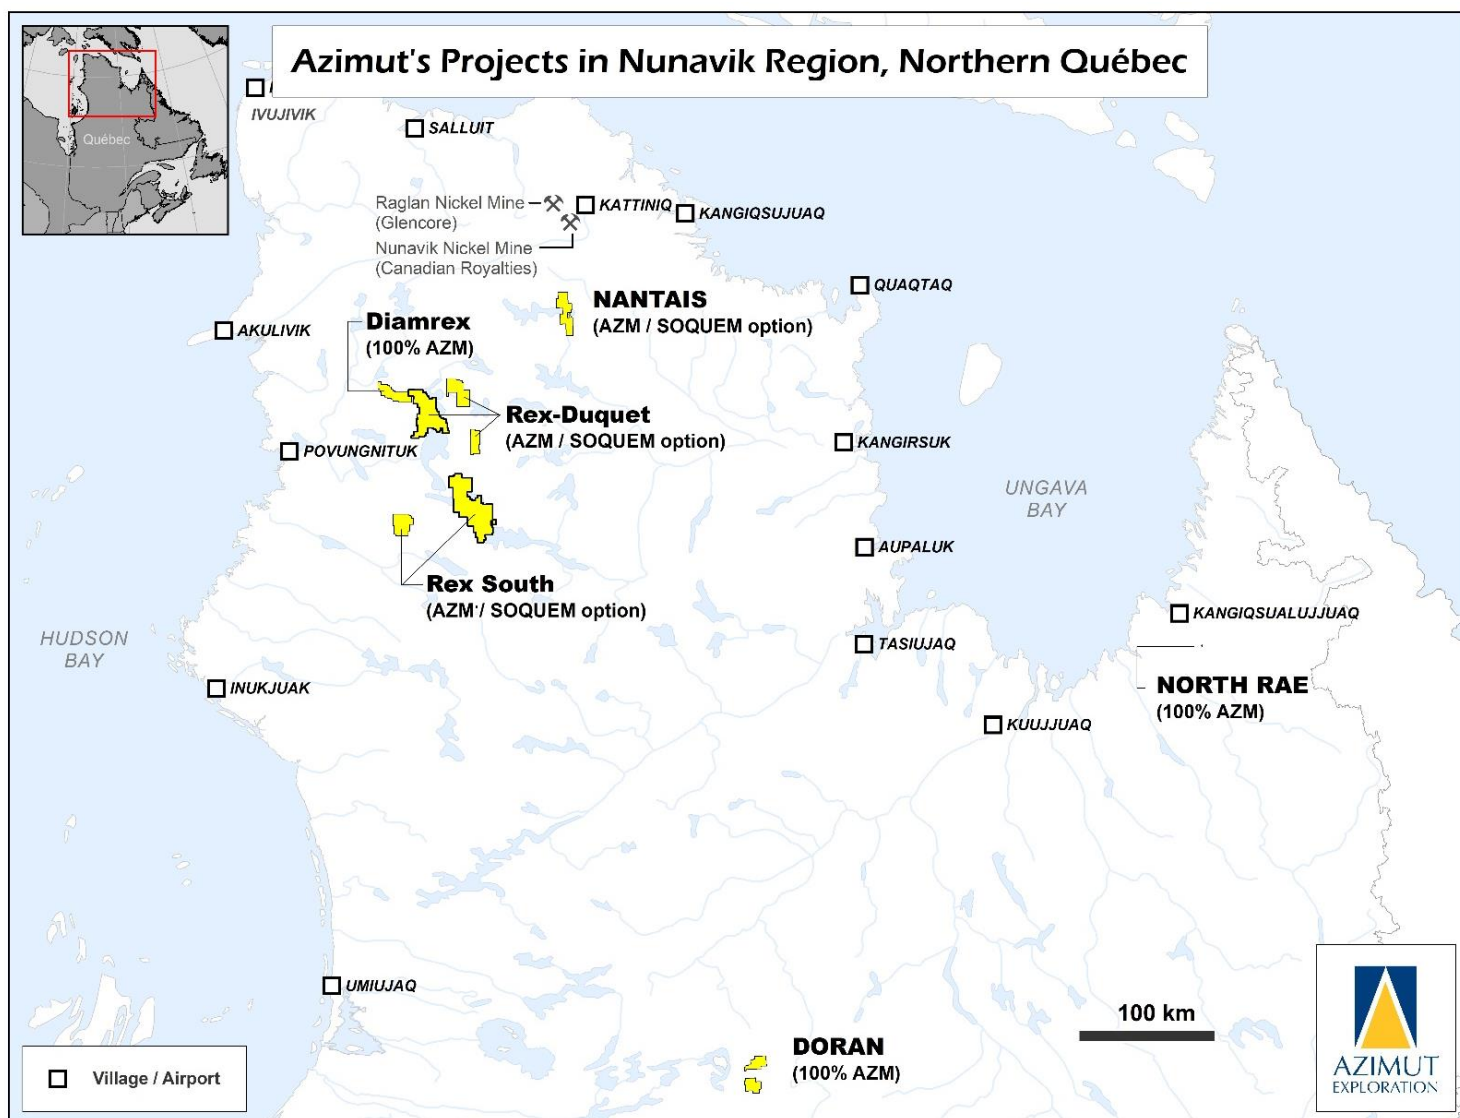 Azimut's Projects in Nunavik Region, Northern Québec
Québec
IVUJIVIK
SALLUIT
Raglan Nickel Mine
(Glencore)
KATTINIQ
KANGIQSUJUAQ
Nunavik Nickel Mine
(Canadian Royalties)
QUAQTAQ
NANTAIS
(AZM / SOQUEM option)
Diamrex
(100% AZM)
AKULIVIK
Rex-Duquet
(AZM / SOQUEM option)
POVUNGNITUK
KANGIRSUK
UNGAVA
BAY
AUPALUK
Rex South
(AZM / SOQUEM option)
KANGIQSUALUJJUAQ
HUDSON
BAY
TASIUJAQ
INUKJUAK
NORTH RAE
(100% AZM)
KUUJJUAQ
UMIUJAQ
100 km
DORAN
(100% AZM)
Village / Airport
AZIMUT
EXPLORATION